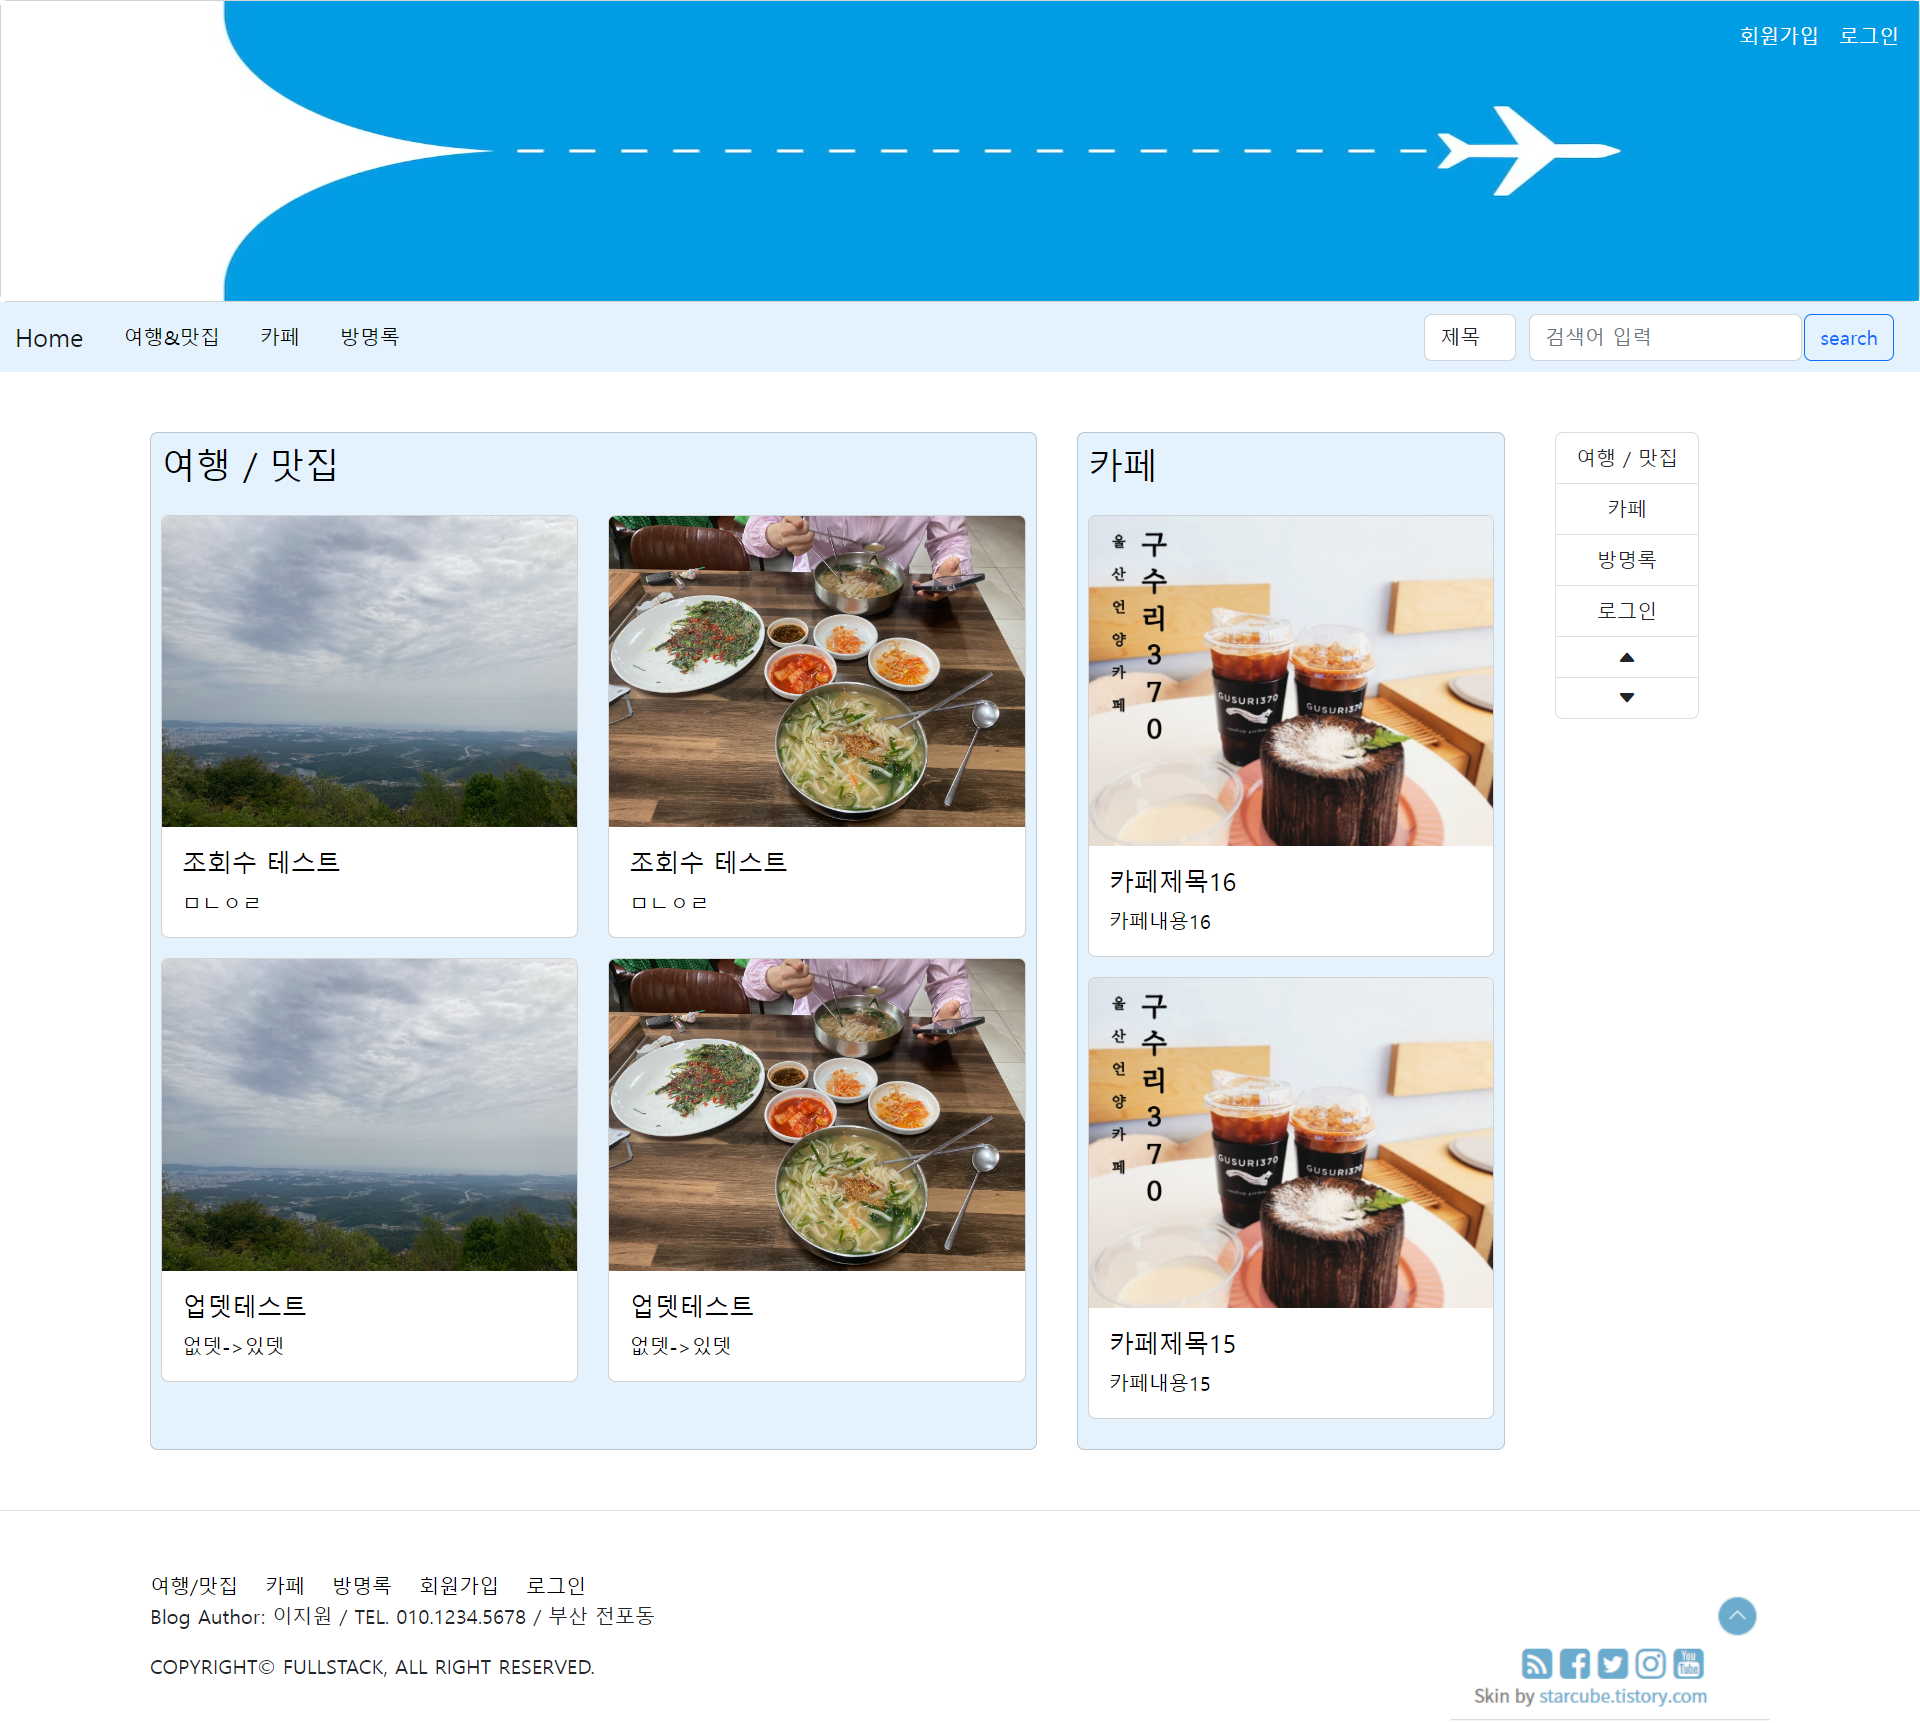 회원가입 로그인
Home 여행&맛집 카페 방명록 제목 검색어 입력 search
여행 / 맛집
조회수 테스트
ㅁㄴㅇㄹ
조회수 테스트
ㅁㄴㅇㄹ
업뎃테스트
없뎃->있뎃
업뎃테스트
없뎃->있뎃
카페
울산언양카페
구수리370
GUSURI370
GUSURI370
카페제목16
카페내용16
울산언양카페
구수리370
GUSURI370
GUSURI370
카페제목15
카페내용15
여행 / 맛집
카페
방명록
로그인
여행/맛집 카페 방명록 회원가입 로그인
Blog Author: 이지원 / TEL. 010.1234.5678 / 부산 전포동
COPYRIGHT© FULLSTACK, ALL RIGHT RESERVED.
You Tube
Skin by starcube.tistory.com